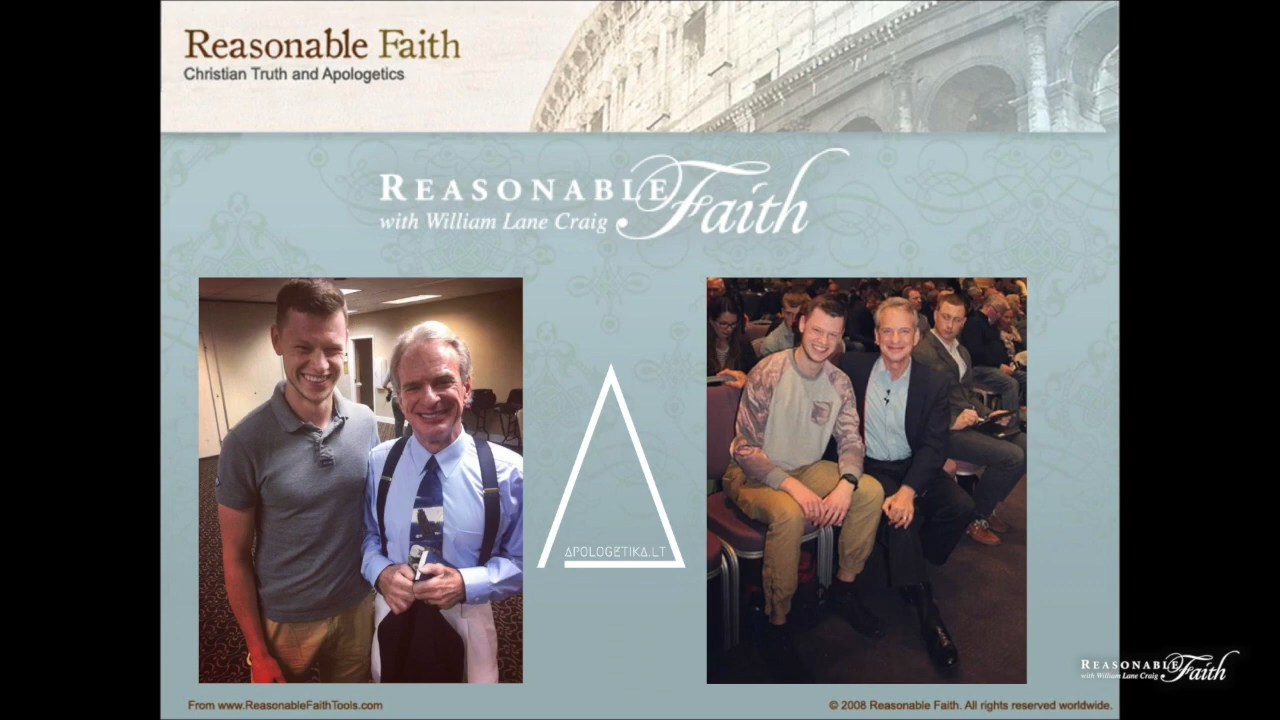 Reasonable Faith
Christian Truth and Apologetics
REASONABLE Faith
with William Lane Craig
APOLOGETIKA.LT
REASONABLE Faith
with William Lane Craig
From www.ReasonableFaithTools.com
© 2008 Reasonable Faith. All rights reserved worldwide.